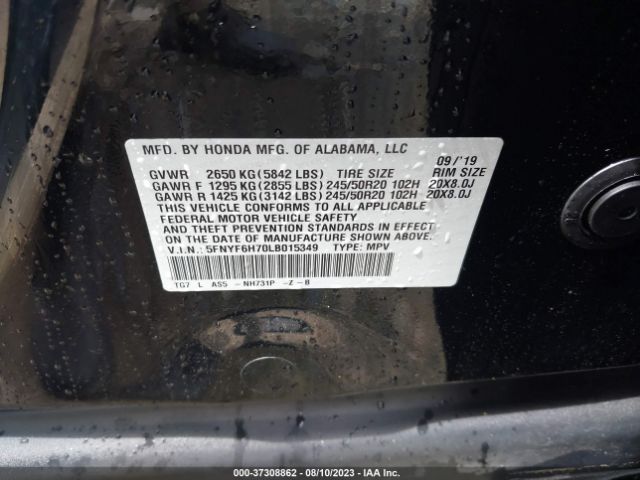 MFD. BY HONDA MFG. OF ALABAMA, LLC 09/'19
GVWR 2650 KG (5842 LBS) TIRE SIZE RIM SIZE
GAWR F 1295 KG (2855 LBS) 245/50R20 102H 20X8.0J
GAWR R 1425 KG (3142 LBS) 245/50R20 102H 20X8.0J
THIS VEHICLE CONFORMS TO ALL APPLICABLE
FEDERAL MOTOR VEHICLE SAFETY
AND THEFT PREVENTION STANDARDS IN EFFECT
ON THE DATE OF MANUFACTURE SHOWN ABOVE.
V.I.N.: 5FNYF6H70LB015349 TYPE: MPV
TG7 L AS5 -NH731P -Z-B
000-37308862 - 08/10/2023 - IAA Inc.